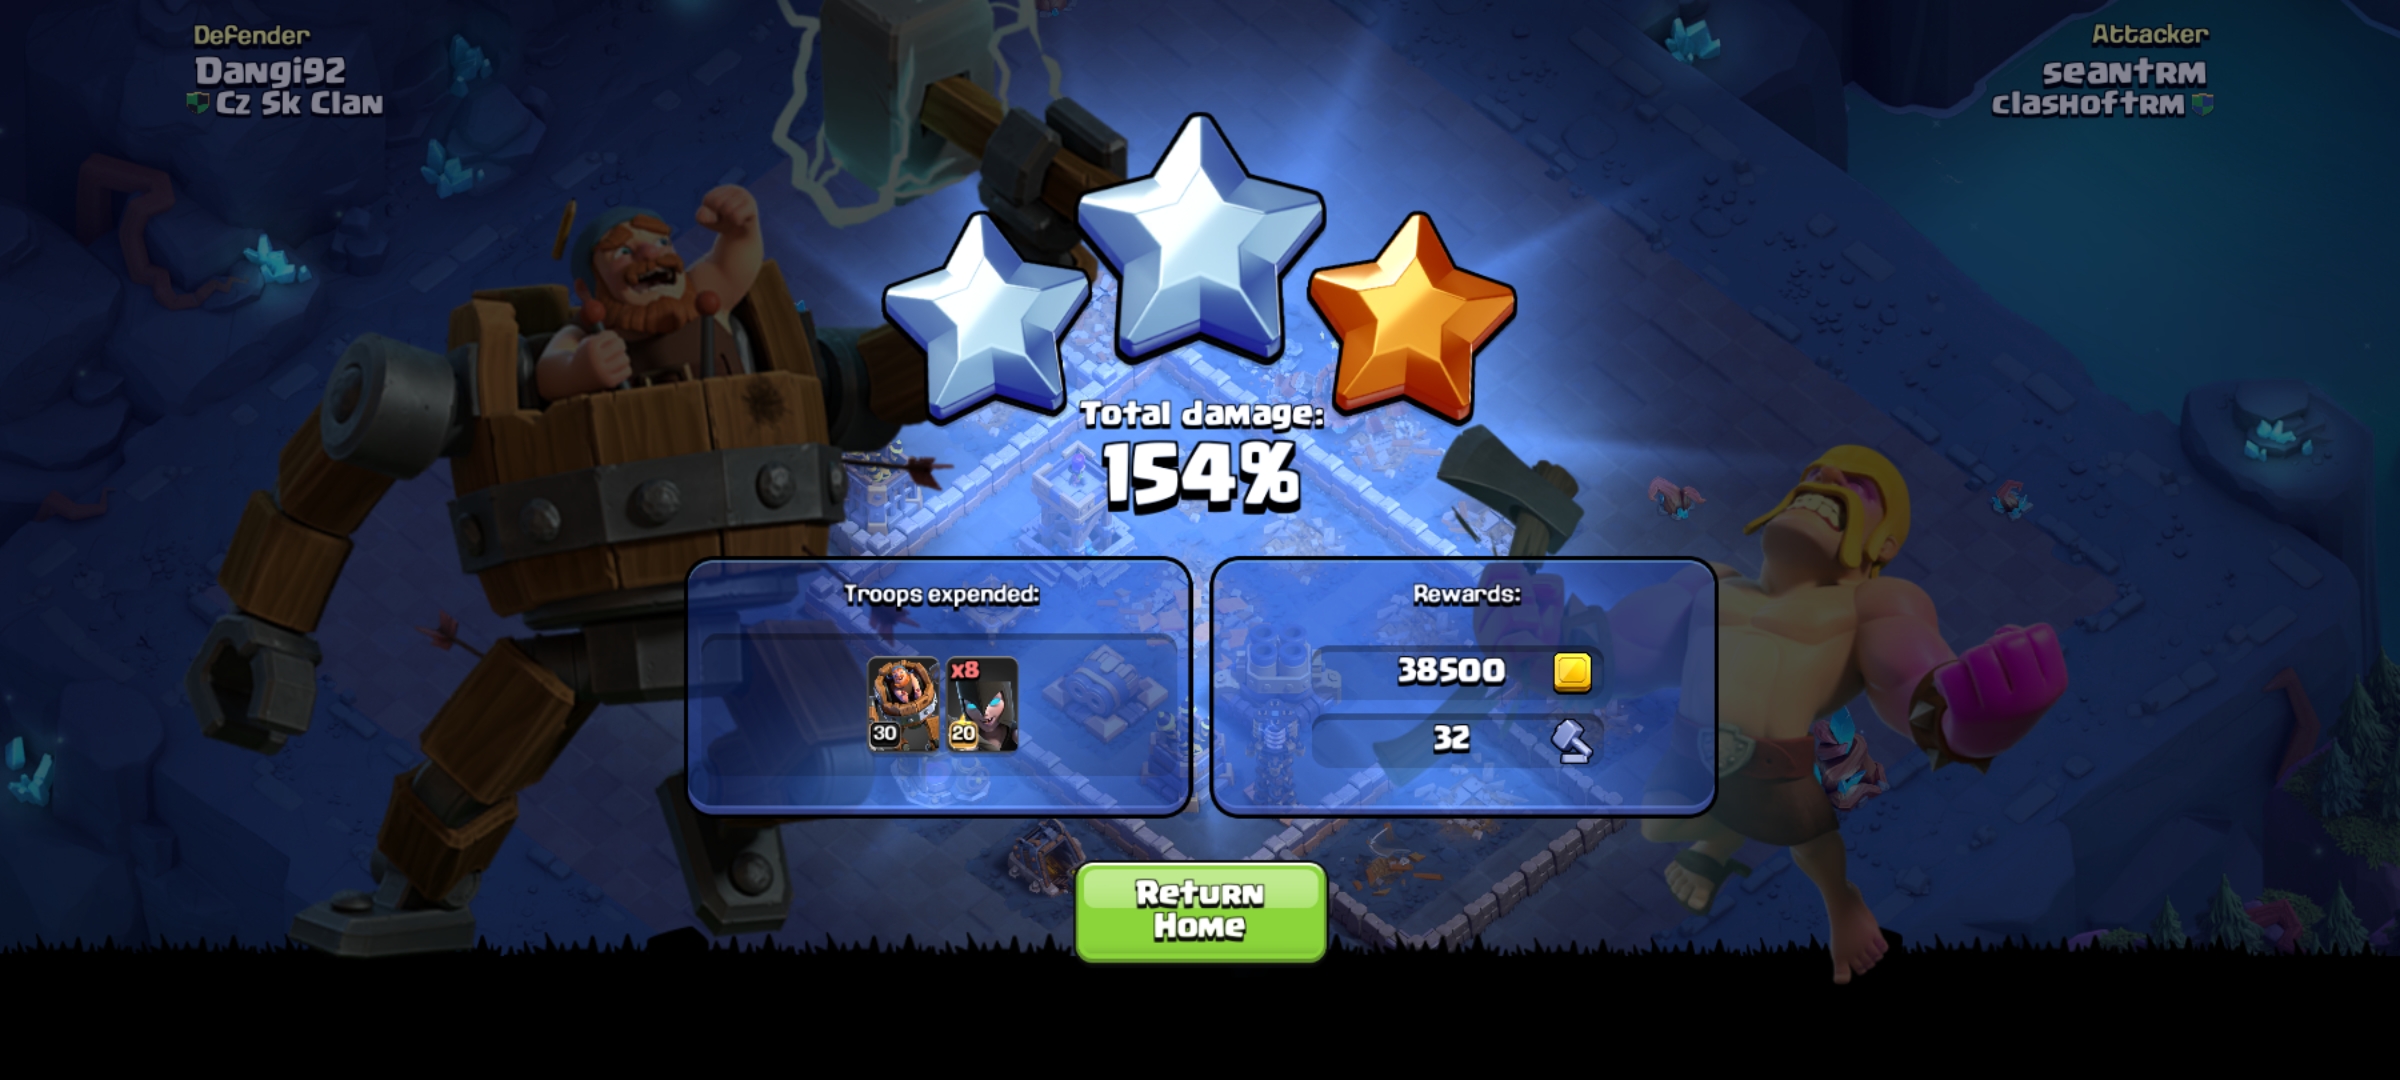 Defender
Dangi92
Cz Sk Clan
Attacker
seantRM
clashoftRM
Total damage:
154%
Troops expended:
30
x8
20
Rewards:
38500
32
Return
Home